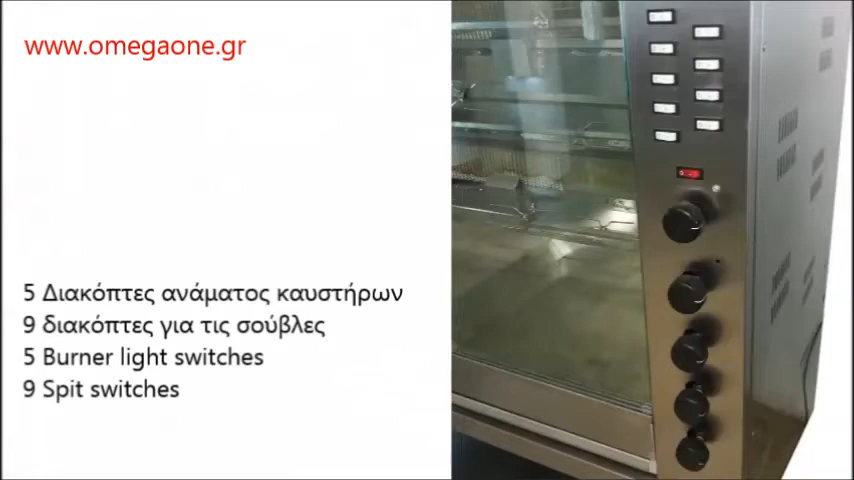 www.omegaone.gr
5 Διακόπτες ανάματος καυστήρων
9 διακόπτες για τις σούβλες
5 Burner light switches
9 Spit switches